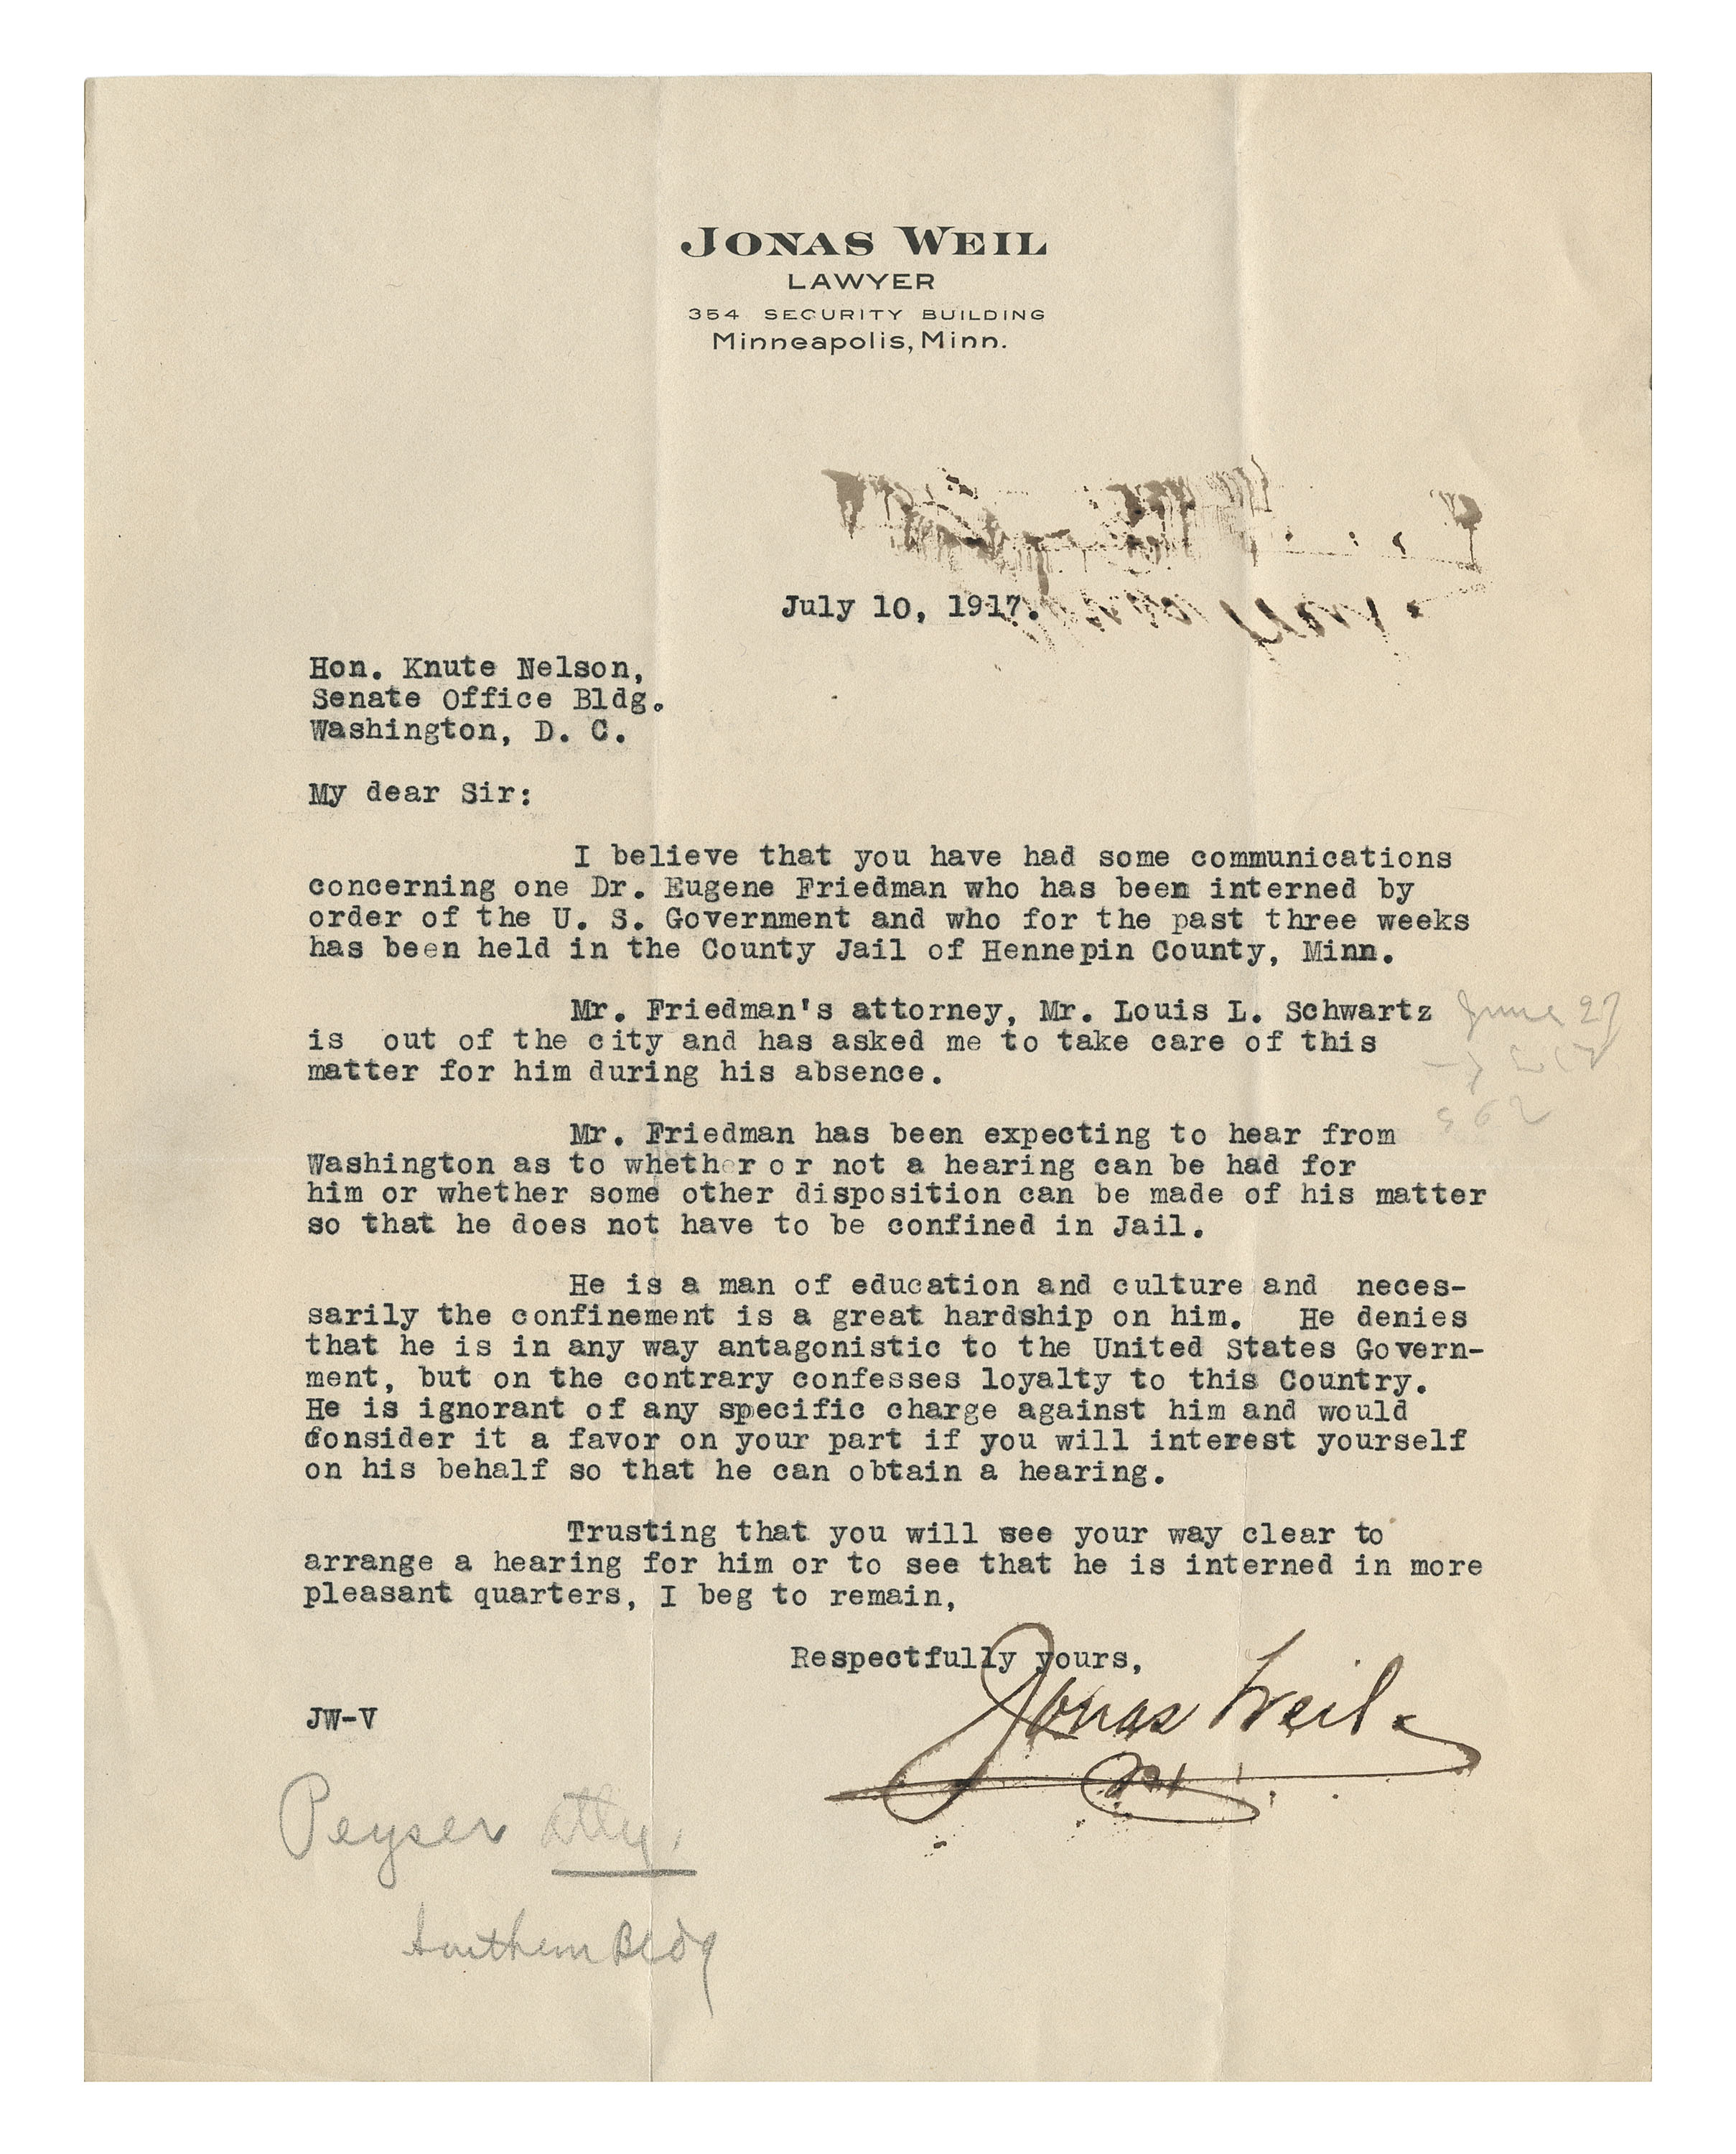 JONAS WEIL
LAWYER
354 SECURITY BUILDING
Minneapolis, Minn.
July 10, 1917.
Hon. Knute Nelson,
Senate Office Bldg.
Washington, D. C.
My dear Sir:
I believe that you have had some communications
concerning one Dr. Eugene Friedman who has been interned by
order of the U. S. Government and who for the past three weeks
has been held in the County Jail of Hennepin County, Minn.
Mr. Friedman's attorney, Mr. Louis L. Schwartz
June 27
is out of the city and has asked me to take care of this
matter for him during his absence.
Mr. Friedman has been expecting to hear from
Washington as to whether or not a hearing can be had for
him or whether some other disposition can be made of his matter
so that he does not have to be confined in Jail.
He is a man of education and culture and neces-
sarily the confinement is a great hardship on him. He denies
that he is in any way antagonistic to the United States Govern-
ment, but on the contrary confesses loyalty to this Country.
He is ignorant of any specific charge against him and would
consider it a favor on your part if you will interest yourself
on his behalf so that he can obtain a hearing.
Trusting that you will see your way clear to
arrange a hearing for him or to see that he is interned in more
pleasant quarters, I beg to remain,
Respectfully yours,
Jonas Weil
JW-V
Peyser atty.
Southern Bldg